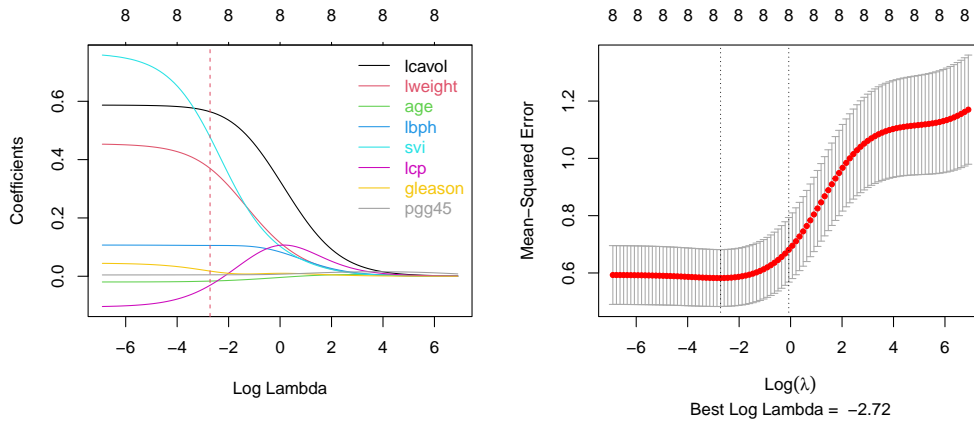 8 8 8 8 8 8 8
Coefficients
0.6
0.4
0.2
0.0
lcavol
lweight
age
lbph
svi
lcp
gleason
pgg45
−6 −4 −2 0 2 4 6
Log Lambda
8 8 8 8 8 8 8 8 8 8 8 8 8 8
Mean−Squared Error
1.2
1.0
0.8
0.6
−6 −4 −2 0 2 4 6
Log(λ)
Best Log Lambda = −2.72